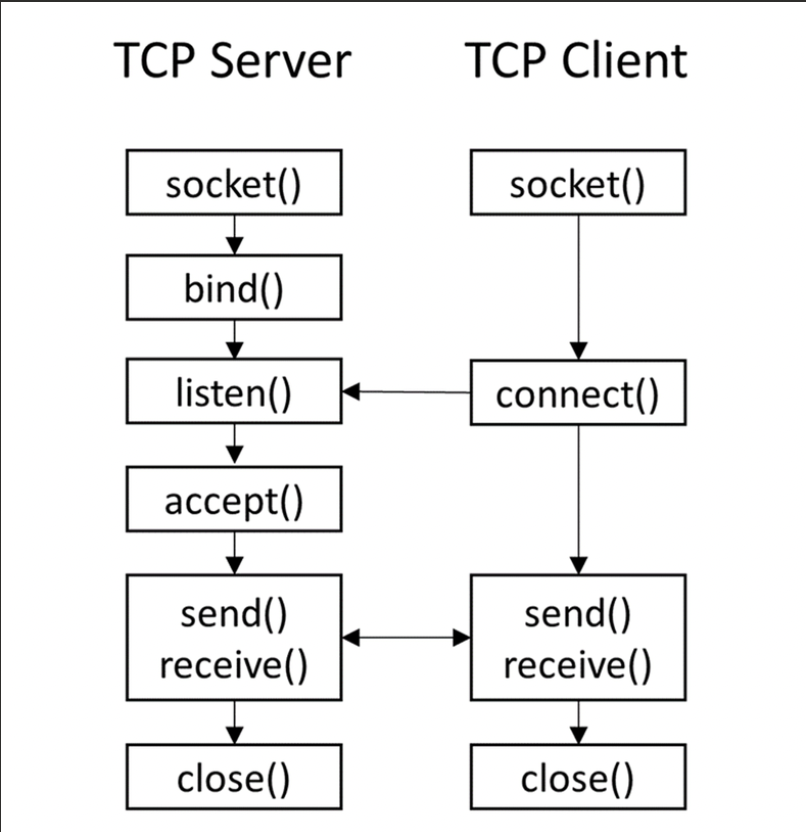 TCP Server
TCP Client
socket()
bind()
listen()
accept()
send()
receive()
close()
socket()
connect()
send()
receive()
close()